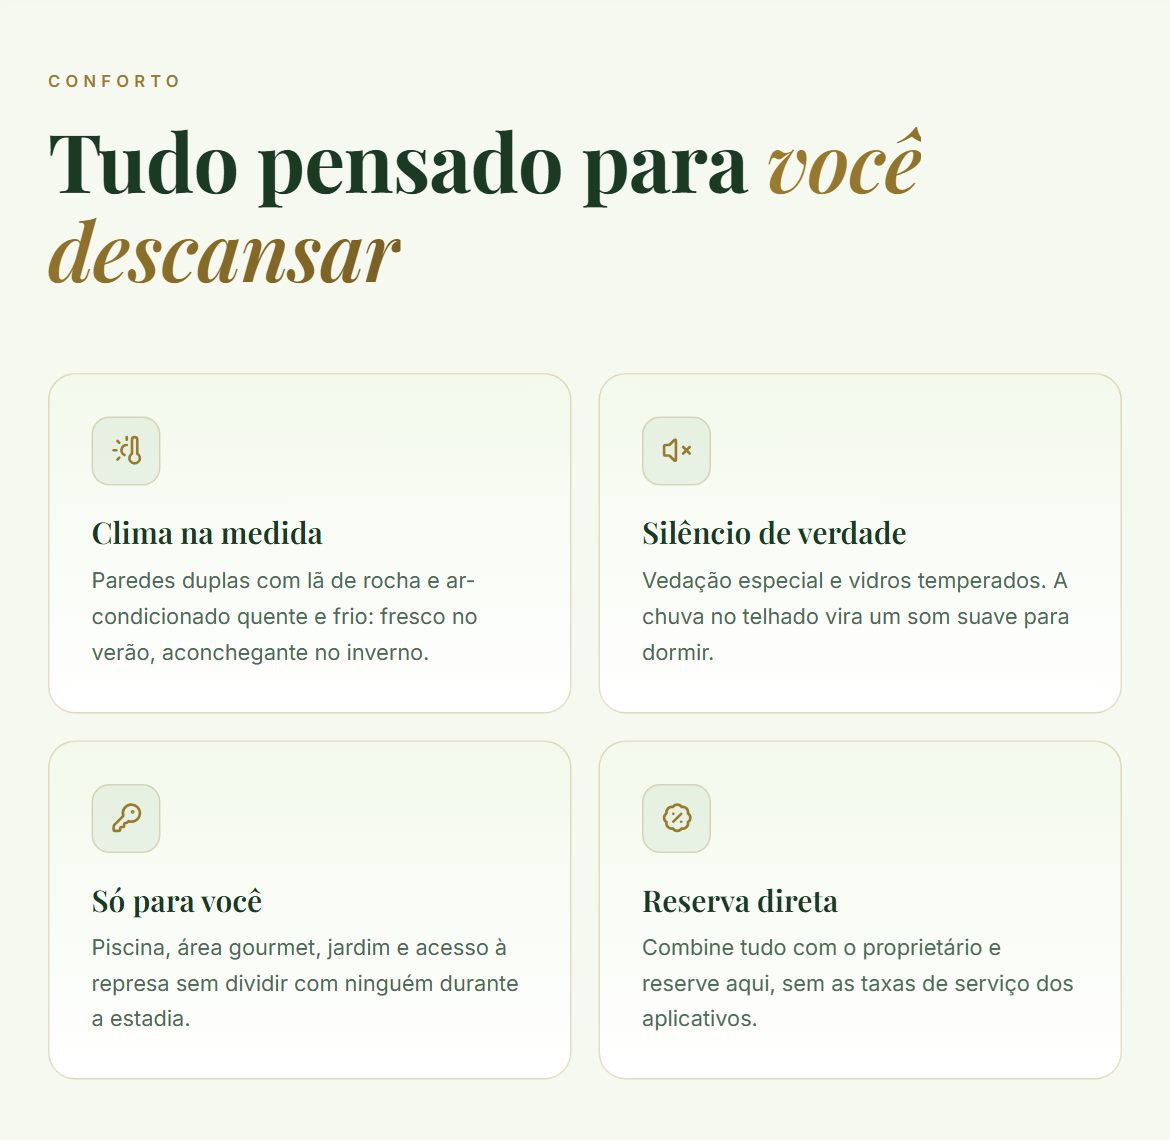 CONFORTO
Tudo pensado para você
descansar
Clima na medida
Paredes duplas com lã de rocha e ar-
condicionado quente e frio: fresco no
verão, aconchegante no inverno.
Silêncio de verdade
Vedação especial e vidros temperados. A
chuva no telhado vira um som suave para
dormir.
Só para você
Piscina, área gourmet, jardim e acesso à
represa sem dividir com ninguém durante
a estadia.
Reserva direta
Combine tudo com o proprietário e
reserve aqui, sem as taxas de serviço dos
aplicativos.